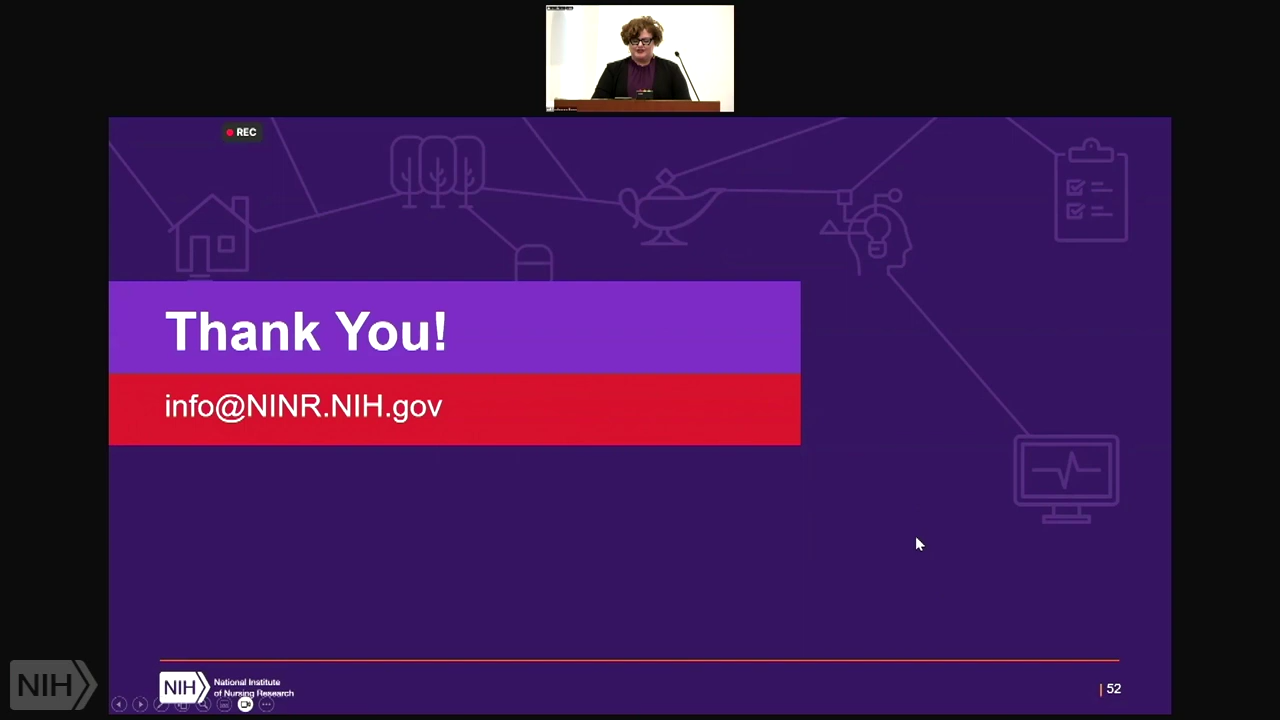 REC
Thank You!
info@NINR.NIH.gov
NIH
National Institute
of Nursing Research
| 52
NIH